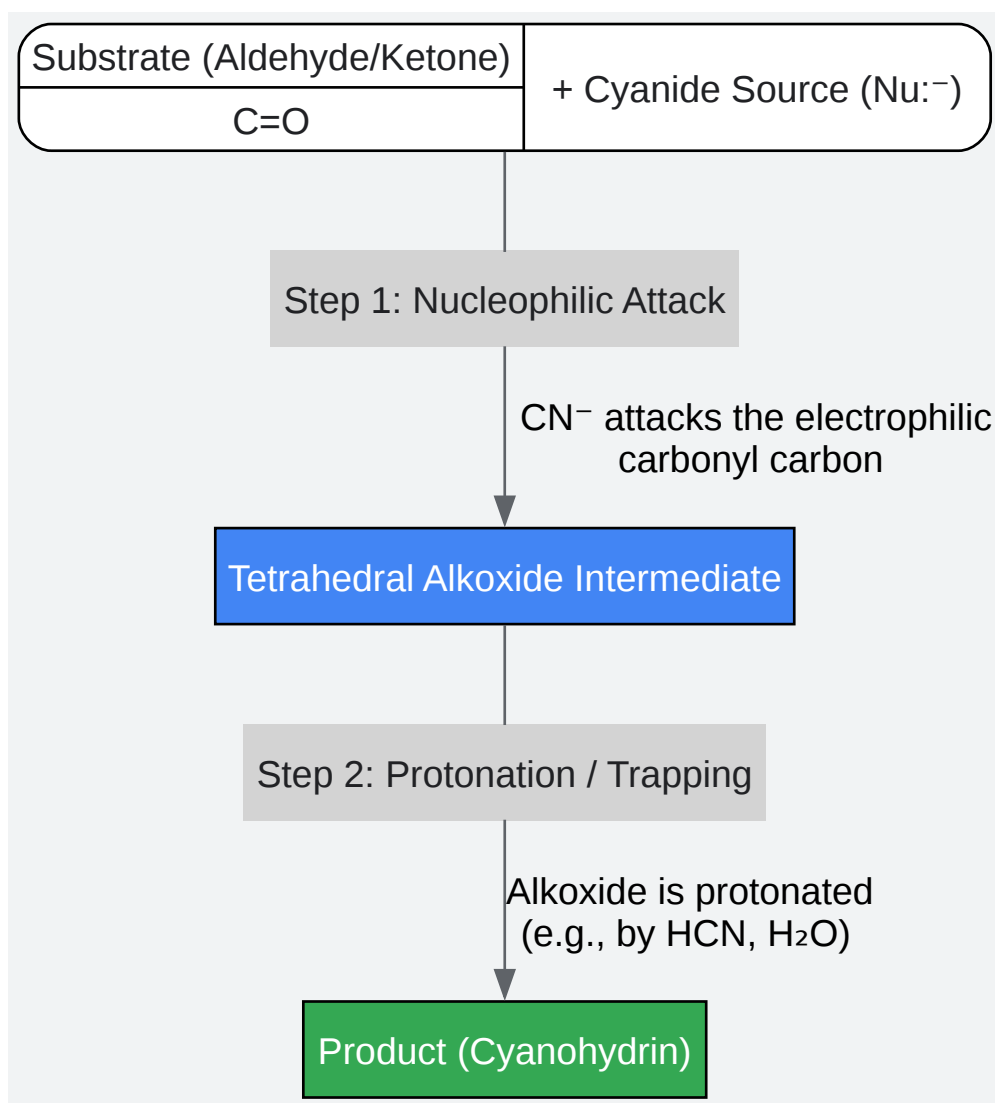 Substrate (Aldehyde/Ketone)
C=O
+ Cyanide Source (Nu:⁻)
Step 1: Nucleophilic Attack
CN⁻ attacks the electrophilic
carbonyl carbon
Tetrahedral Alkoxide Intermediate
Step 2: Protonation / Trapping
Alkoxide is protonated
(e.g., by HCN, H₂O)
Product (Cyanohydrin)